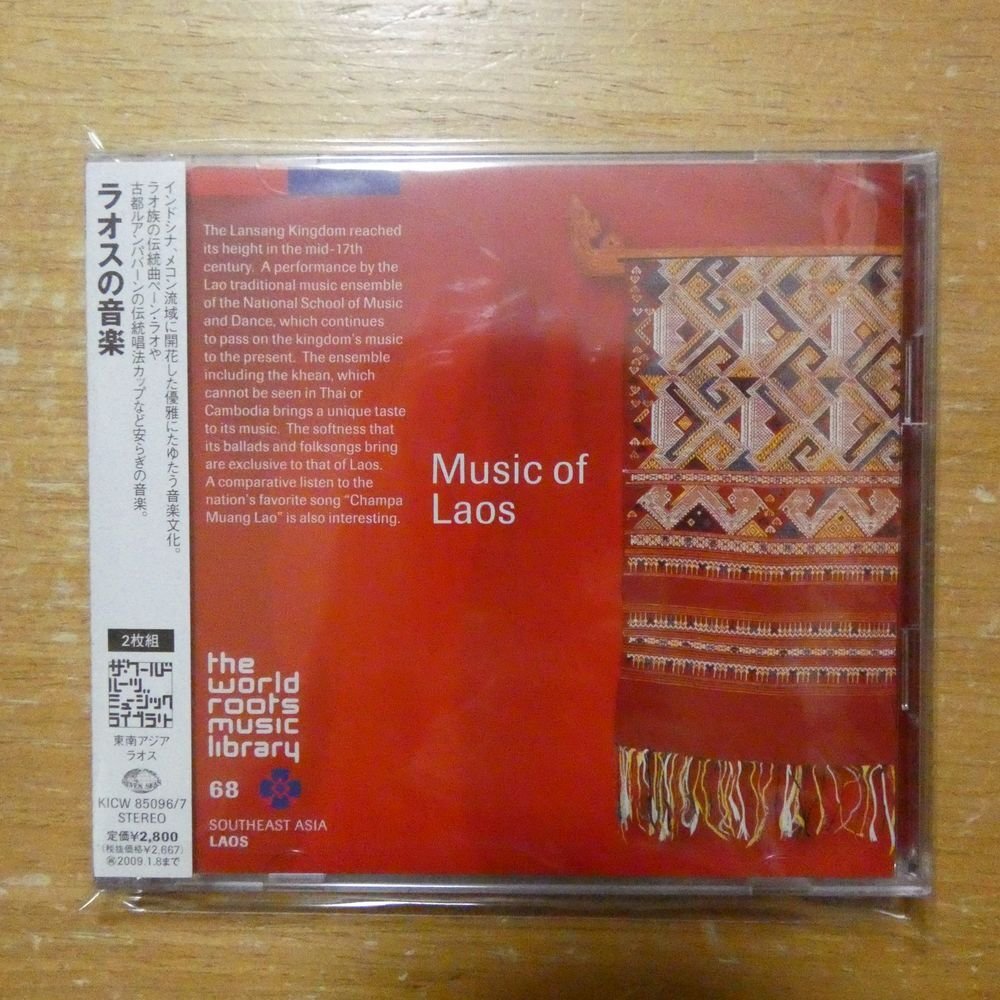 ラオスの音楽
インドシナ、メコン流域に開花した優雅にたゆたう音楽文化。
ラオ族の伝統曲ペーン・ラオや
古都ルアンパバーンの伝統唱法カップなど安らぎの音楽。
2枚組
ザ・ワールド
ルーツ
ミュージック
ライブラリー
東南アジア
ラオス
SEVEN SEAS
KICW 85096/7
STEREO
定価¥2,800
(税抜価格¥2,667)
2009.1.8まで
The Lansang Kingdom reached
its height in the mid-17th
century. A performance by the
Lao traditional music ensemble
of the National School of Music
and Dance, which continues
to pass on the kingdom's music
to the present. The ensemble
including the khean, which
cannot be seen in Thai or
Cambodia brings a unique taste
to its music. The softness that
its ballads and folksongs bring
are exclusive to that of Laos.
A comparative listen to the
nation's favorite song “Champa
Muang Lao” is also interesting.
Music of
Laos
the
world
roots
music
library
68
SOUTHEAST ASIA
LAOS